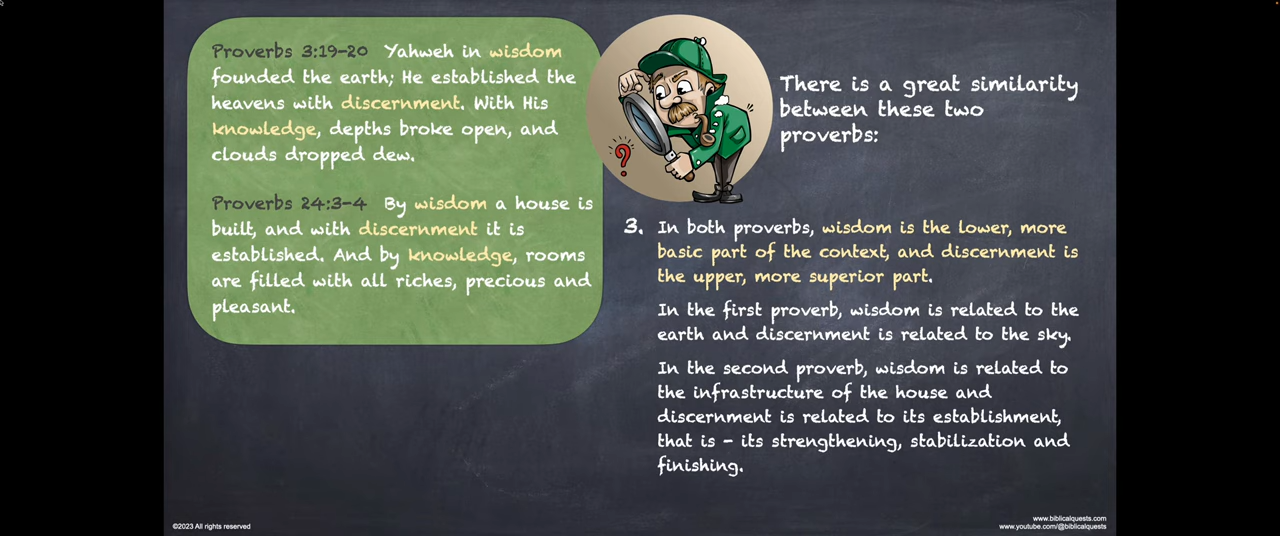 Proverbs 3:19-20 Yahweh in wisdom
founded the earth; He established the
heavens with discernment. With His
knowledge, depths broke open, and
clouds dropped dew.
Proverbs 24:3-4 By wisdom a house is
built, and with discernment it is
established. And by knowledge, rooms
are filled with all riches, precious and
pleasant.
?
There is a great similarity
between these two
proverbs:
3. In both proverbs, wisdom is the lower, more
basic part of the context, and discernment is
the upper, more superior part.
In the first proverb, wisdom is related to the
earth and discernment is related to the sky.
In the second proverb, wisdom is related to
the infrastructure of the house and
discernment is related to its establishment,
that is - its strengthening, stabilization and
finishing.
©2023 All rights reserved
www.biblicalquests.com
www.youtube.com/@biblicalquests